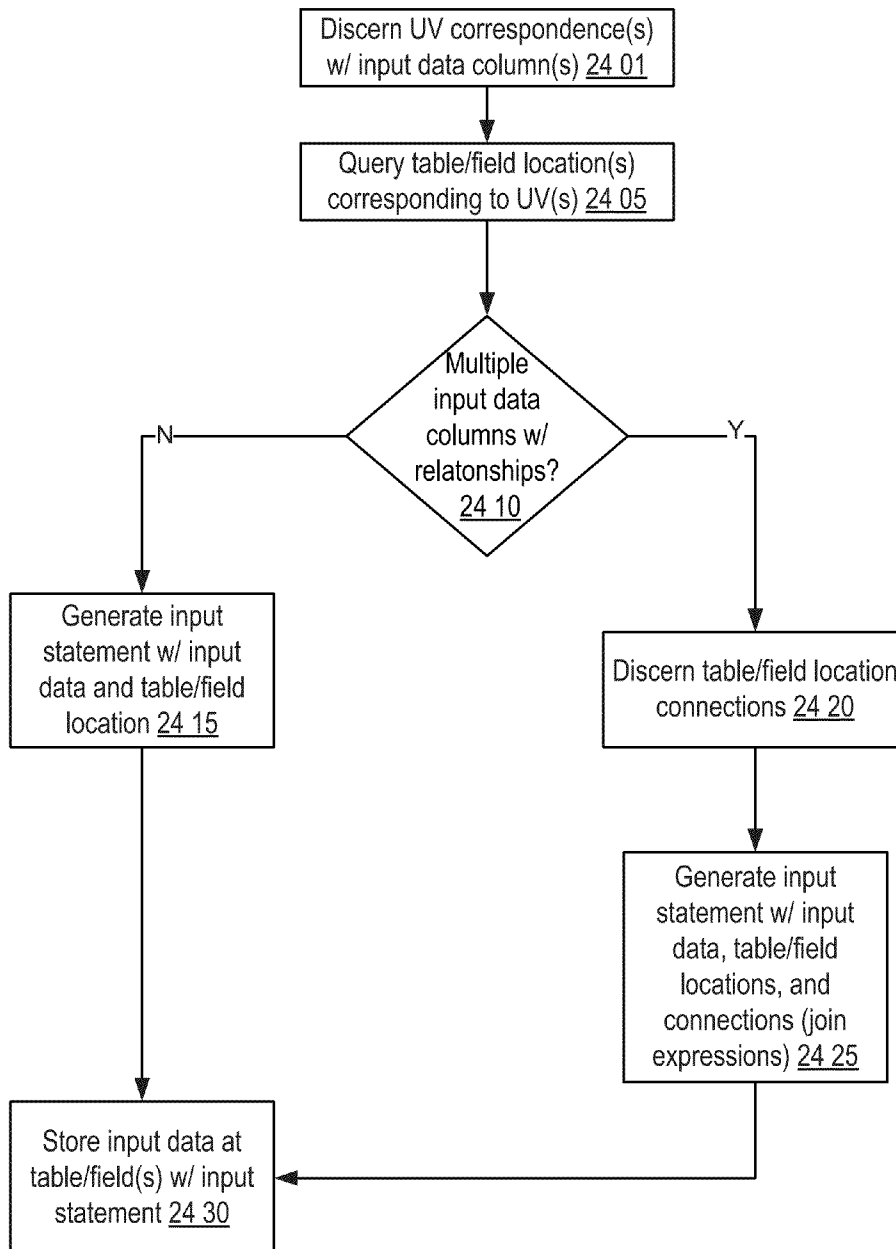 Discern UV correspondence(s)
w/ input data column(s) 24 01
Query table/field location(s)
corresponding to UV(s) 24 05
Multiple
input data
columns w/
relatonships?
24 10
N
Y
Generate input
statement w/ input
data and table/field
location 24 15
Discern table/field location
connections 24 20
Generate input
statement w/ input
data, table/field
locations, and
connections (join
expressions) 24 25
Store input data at
table/field(s) w/ input
statement 24 30